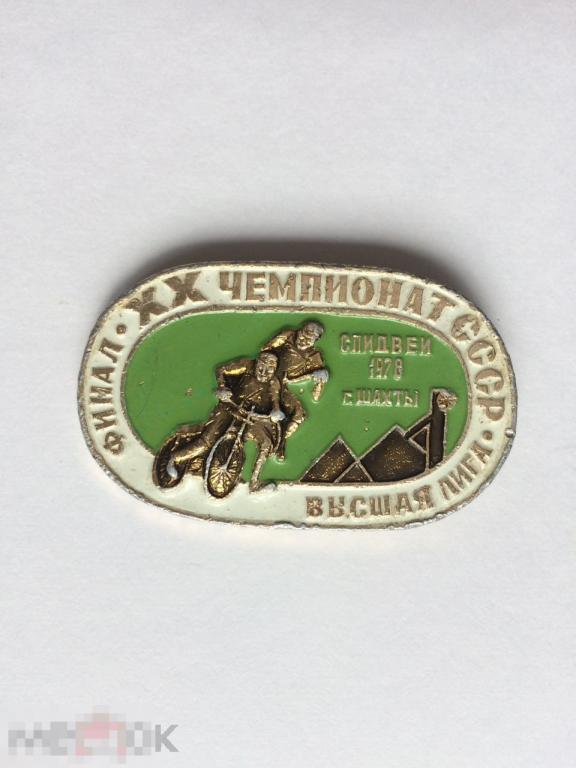 ФИНАЛ · XX ЧЕМПИОНАТ СССР ·
ВЫСШАЯ ЛИГА
СПИДВЕЙ
1978
г. ШАХТЫ